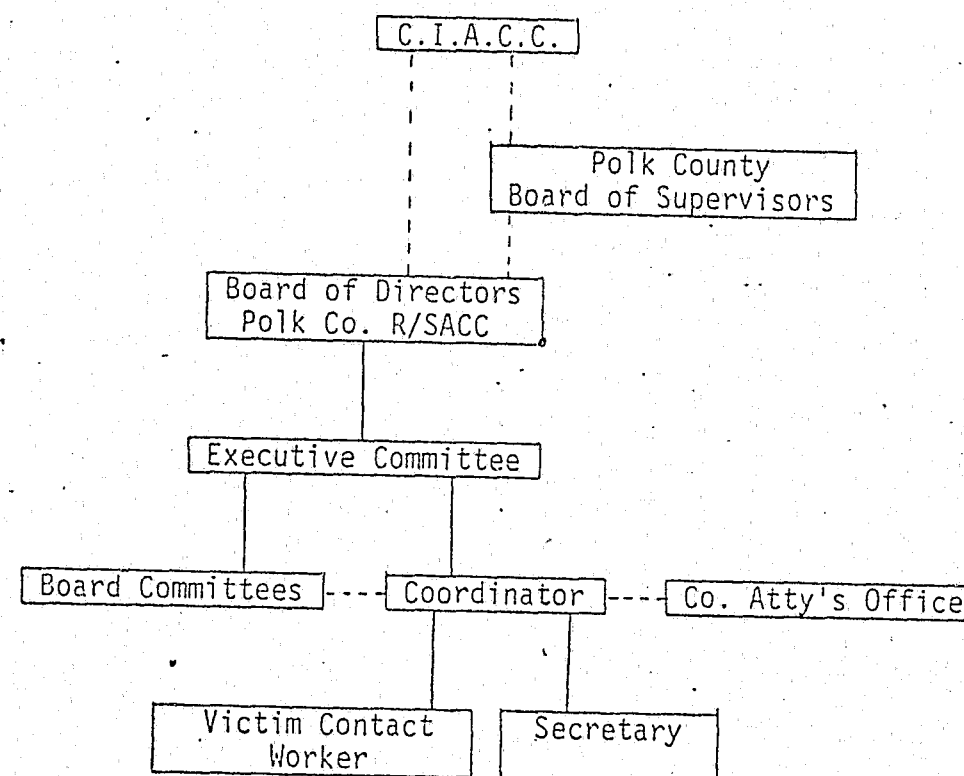 C.I.A.C.C.
Polk County
Board of Supervisors
Board of Directors
Polk Co. R/SACC
Executive Committee
Board Committees
Coordinator
Co. Atty's Office
Victim Contact
Worker
Secretary